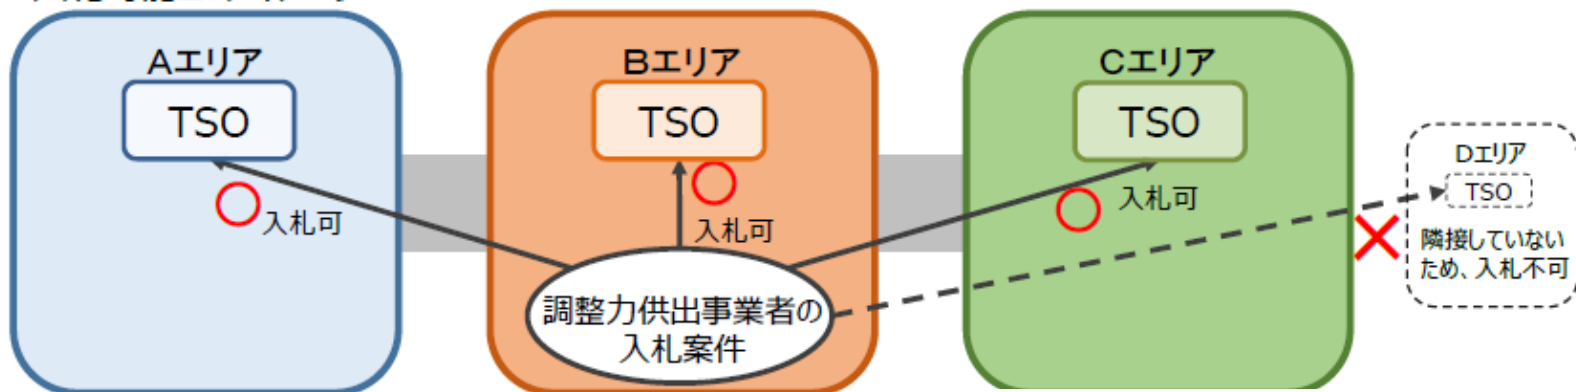 Aエリア
TSO
入札可
Bエリア
TSO
入札可
調整力供出事業者の
入札案件
Cエリア
TSO
入札可
Dエリア
TSO
隣接していない
ため、入札不可